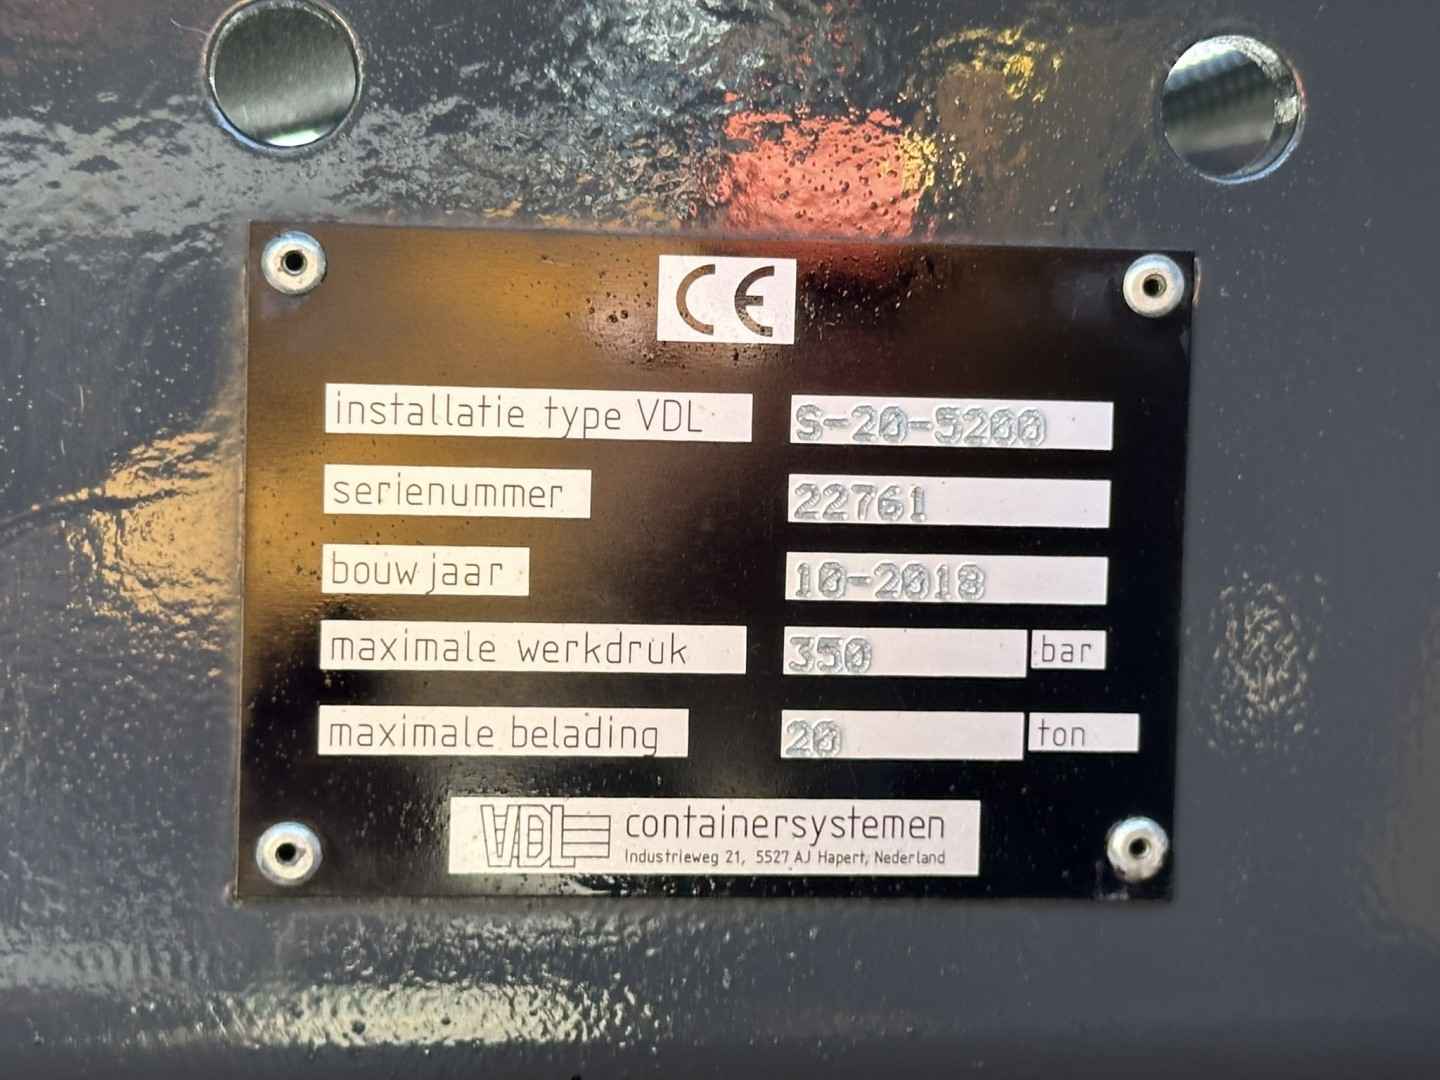 CE
installatie type VDL S-20-5200
serienummer 22761
bouwjaar 10-2018
maximale werkdruk 350 bar
maximale belading 20 ton
VDL containersystemen
Industrieweg 21, 5527 AJ Hapert, Nederland